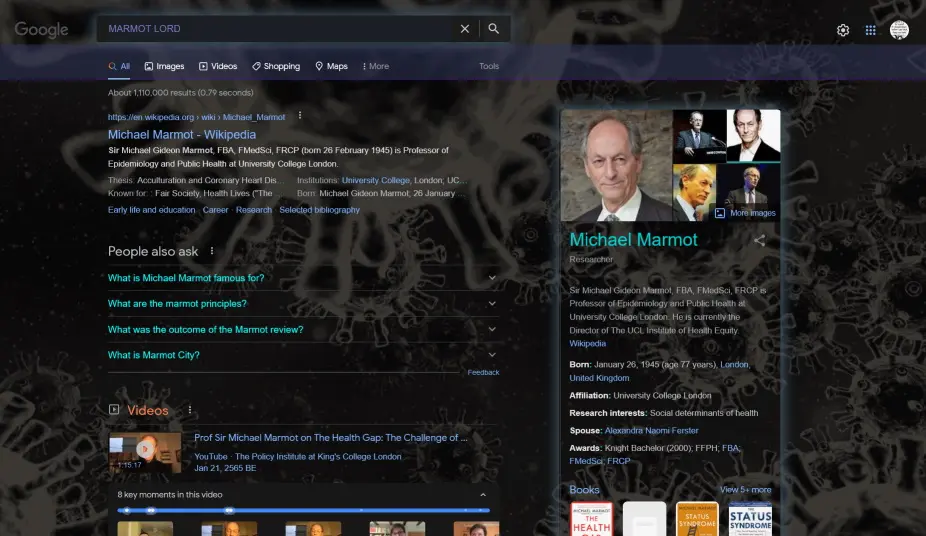 Google
MARMOT LORD
All Images Videos Shopping Maps More Tools
About 1,110,000 results (0.79 seconds)
https://en.wikipedia.org › wiki › Michael_Marmot
Michael Marmot - Wikipedia
Sir Michael Gideon Marmot, FBA, FMedSci, FRCP (born 26 February 1945) is Professor of
Epidemiology and Public Health at University College London.
Thesis: Acculturation and Coronary Heart Dis... Institutions: University College, London; UC...
Known for: : Fair Society, Health Lives ("The ... Born: Michael Gideon Marmot; 26 January ...
Early life and education · Career · Research · Selected bibliography
People also ask
What is Michael Marmot famous for?
What are the marmot principles?
What was the outcome of the Marmot review?
What is Marmot City?
Feedback
Videos
Prof Sir Michael Marmot on The Health Gap: The Challenge of ...
YouTube · The Policy Institute at King's College London
Jan 21, 2565 BE
1:15:17
8 key moments in this video
More images
Michael Marmot
Researcher
Sir Michael Gideon Marmot, FBA, FMedSci, FRCP is
Professor of Epidemiology and Public Health at
University College London. He is currently the
Director of The UCL Institute of Health Equity.
Wikipedia
Born: January 26, 1945 (age 77 years), London,
United Kingdom
Affiliation: University College London
Research interests: Social determinants of health
Spouse: Alexandra Naomi Ferster
Awards: Knight Bachelor (2000), FFPH; FBA;
FMedSci; FRCP
Books View 5+ more
MICHAEL MARMOT
THE
HEALTH
GAP
MICHAEL MARMOT
STATUS
SYNDROME
THE
STATUS
SYNDROME